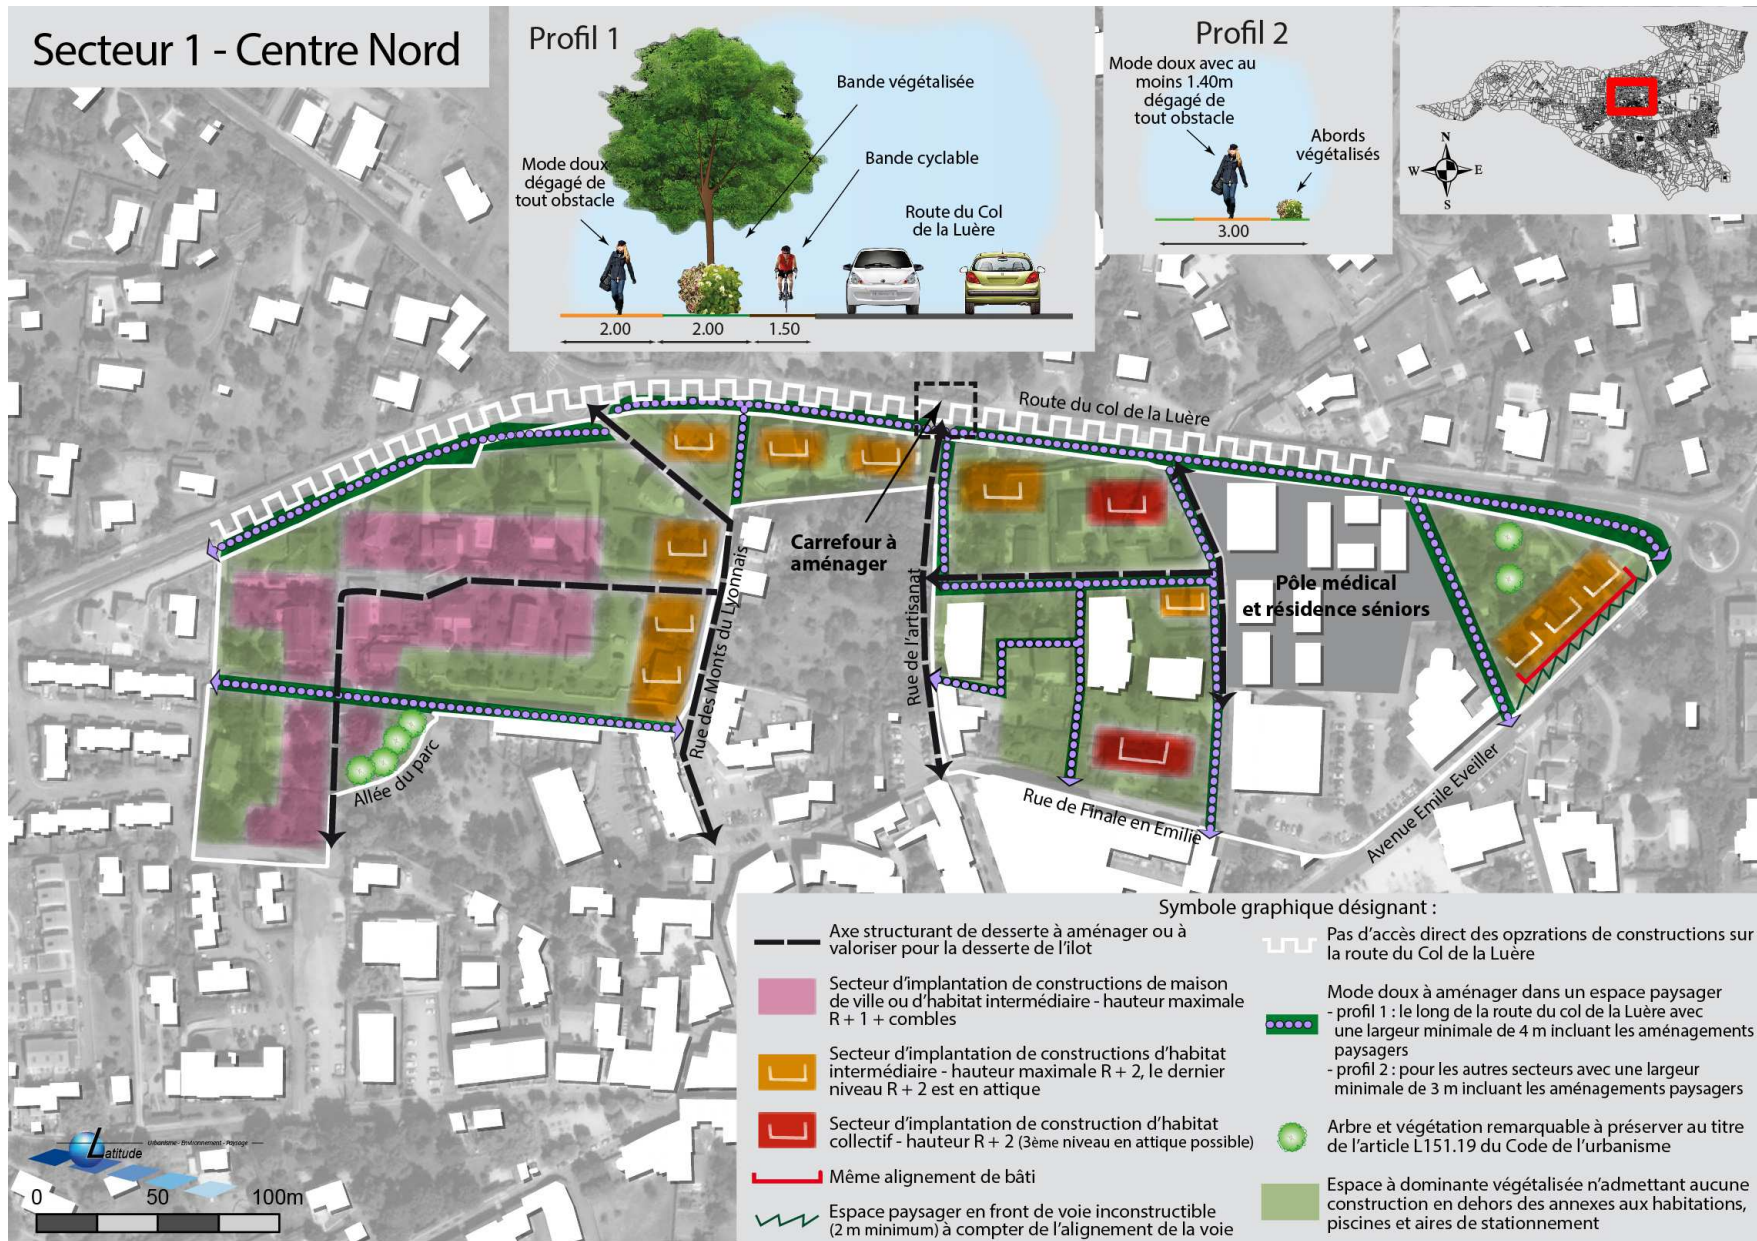 Secteur 1 - Centre Nord
Profil 1
Bande végétalisée
Mode doux
dégagé de
tout obstacle
Bande cyclable
Route du Col
de la Luère
2.00
2.00
1.50
Profil 2
Mode doux avec au
moins 1.40m
dégagé de
tout obstacle
Abords
végétalisés
3.00
N
W
E
S
Route du col de la Luère
Carrefour à
aménager
Rue des Monts du Lyonnais
Rue de l'artisanat
Pôle médical
et résidence séniors
Allée du parc
Rue de Finale en Emilie
Avenue Emile Eveiller
Symbole graphique désignant :
Axe structurant de desserte à aménager ou à
valoriser pour la desserte de l'ilot
Secteur d'implantation de constructions de maison
de ville ou d'habitat intermédiaire - hauteur maximale
R + 1 + combles
Secteur d'implantation de constructions d'habitat
intermédiaire - hauteur maximale R + 2, le dernier
niveau R + 2 est en attique
Secteur d'implantation de construction d'habitat
collectif - hauteur R + 2 (3ème niveau en attique possible)
Même alignement de bâti
Espace paysager en front de voie inconstructible
(2 m minimum) à compter de l'alignement de la voie
Pas d'accès direct des opzrations de constructions sur
la route du Col de la Luère
Mode doux à aménager dans un espace paysager
- profil 1 : le long de la route du col de la Luère avec
une largeur minimale de 4 m incluant les aménagements
paysagers
- profil 2 : pour les autres secteurs avec une largeur
minimale de 3 m incluant les aménagements paysagers
Arbre et végétation remarquable à préserver au titre
de l'article L151.19 du Code de l'urbanisme
Espace à dominante végétalisée n'admettant aucune
construction en dehors des annexes aux habitations,
piscines et aires de stationnement
Latitude
Urbanisme - Environnement - Paysage
0
50
100m